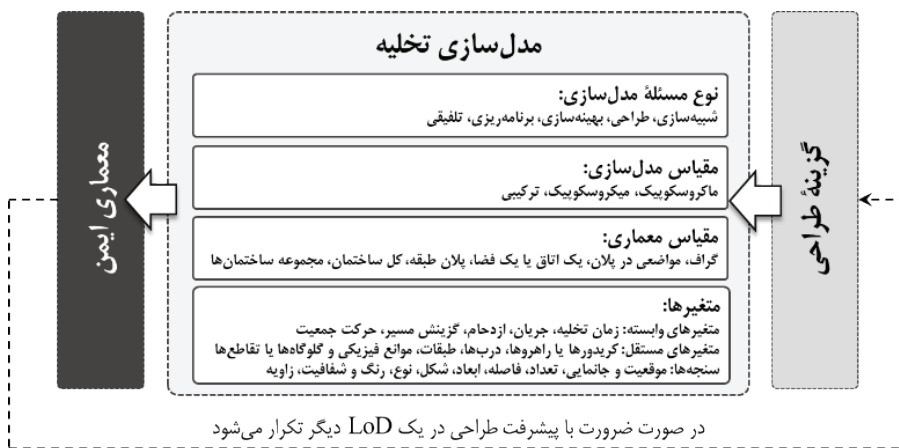 گزینهٔ طراحی
مدل‌سازی تخلیه
نوع مسئلهٔ مدل‌سازی:
شبیه‌سازی، طراحی، بهینه‌سازی، برنامه‌ریزی، تلفیقی
مقیاس مدل‌سازی:
ماکروسکوپیک، میکروسکوپیک، ترکیبی
مقیاس معماری:
گراف، مواضعی در پلان، یک اتاق یا یک فضا، پلان طبقه، کل ساختمان، مجموعه ساختمان‌ها
متغیرها:
متغیرهای وابسته: زمان تخلیه، جریان، ازدحام، گزینش مسیر، حرکت جمعیت
متغیرهای مستقل: کریدورها یا راهروها، درب‌ها، طبقات، موانع فیزیکی و گلوگاه‌ها یا تقاطع‌ها
سنجه‌ها: موقعیت و جانمایی، تعداد، فاصله، ابعاد، شکل، نوع، رنگ و شفافیت، زاویه
معماری ایمن
در صورت ضرورت با پیشرفت طراحی در یک LoD دیگر تکرار می‌شود